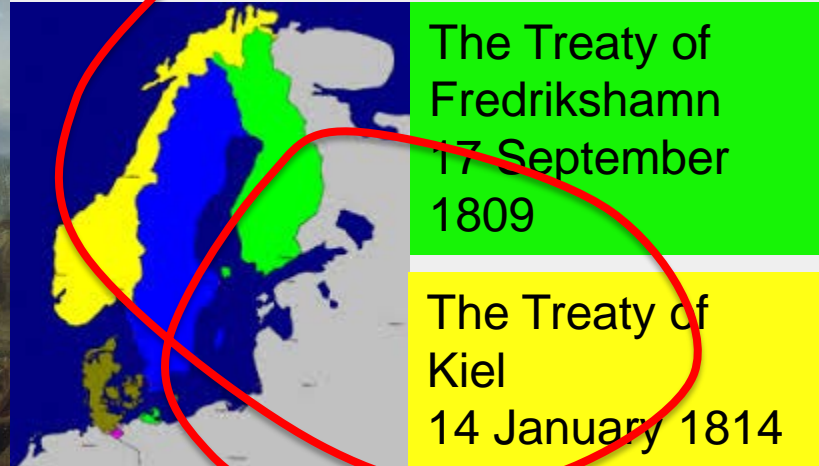 The Treaty of
Fredrikshamn
17 September
1809
The Treaty of
Kiel
14 January 1814